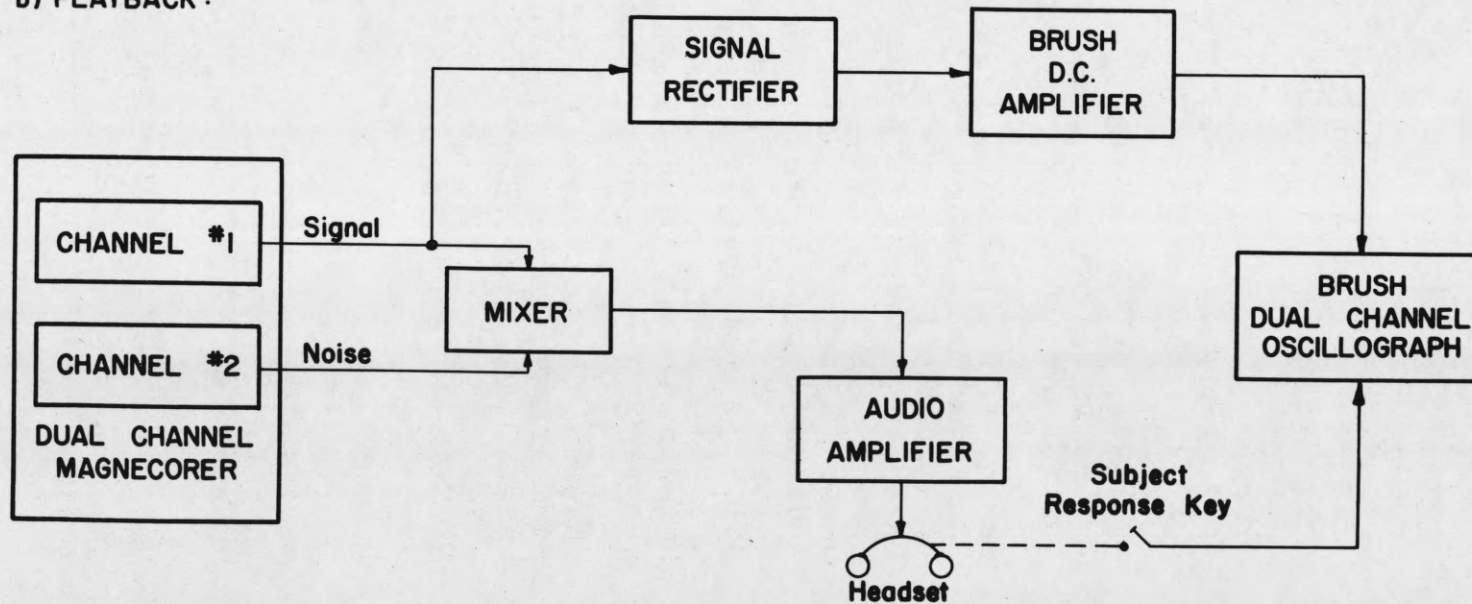 b) PLAYBACK:
SIGNAL
RECTIFIER
BRUSH
D.C.
AMPLIFIER
CHANNEL #1
Signal
CHANNEL #2
Noise
DUAL CHANNEL
MAGNECORER
MIXER
BRUSH
DUAL CHANNEL
OSCILLOGRAPH
AUDIO
AMPLIFIER
Subject
Response Key
Headset